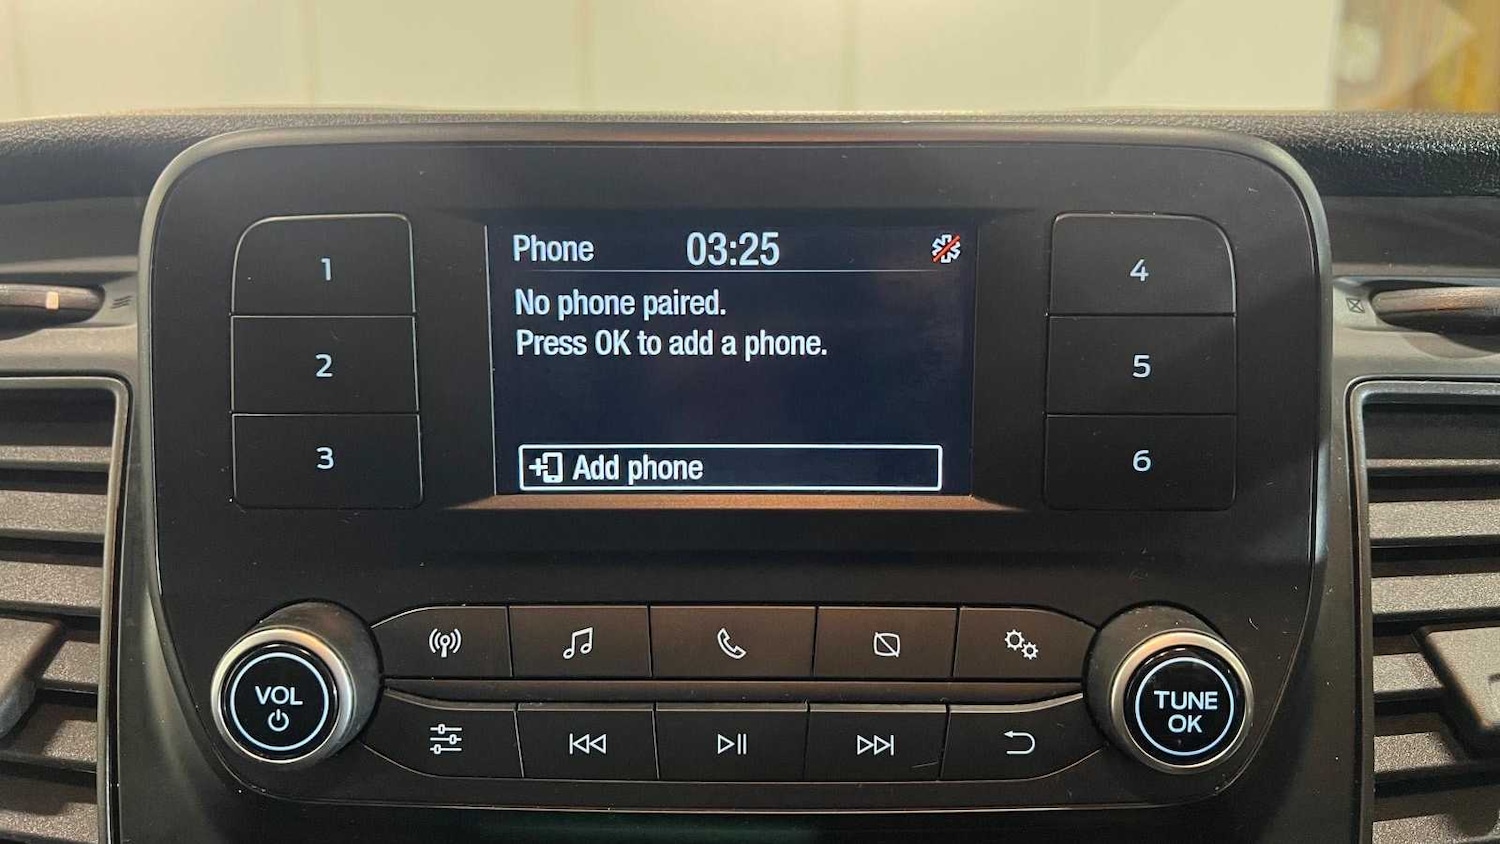 1
2
3
Phone 03:25
No phone paired.
Press OK to add a phone.
Add phone
4
5
6
VOL
TUNE
OK